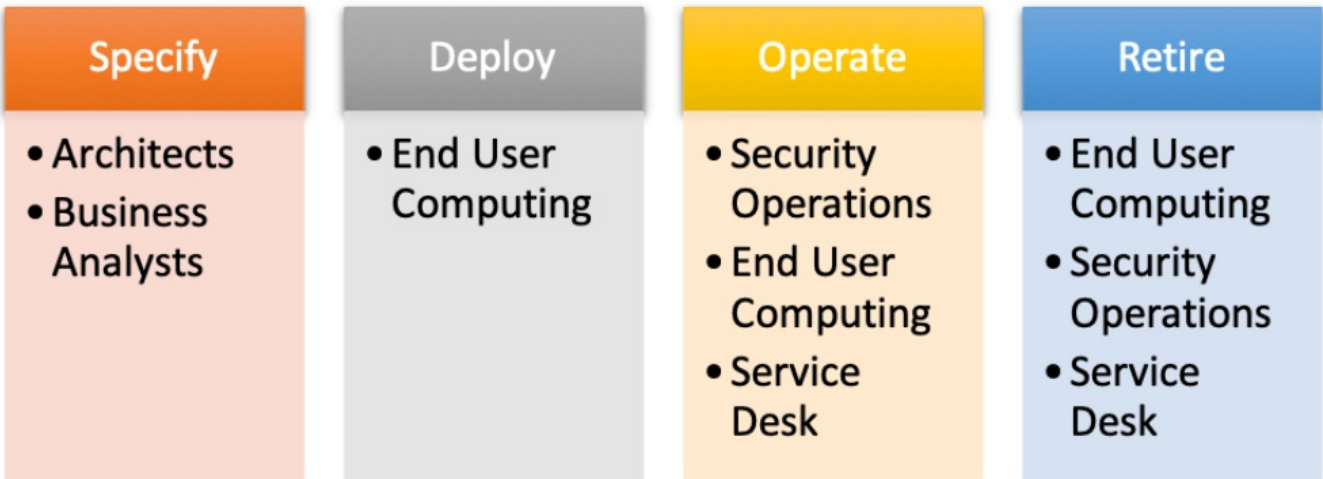 Specify
• Architects
• Business
Analysts
Deploy
• End User
Computing
Operate
• Security
Operations
• End User
Computing
• Service
Desk
Retire
• End User
Computing
• Security
Operations
• Service
Desk